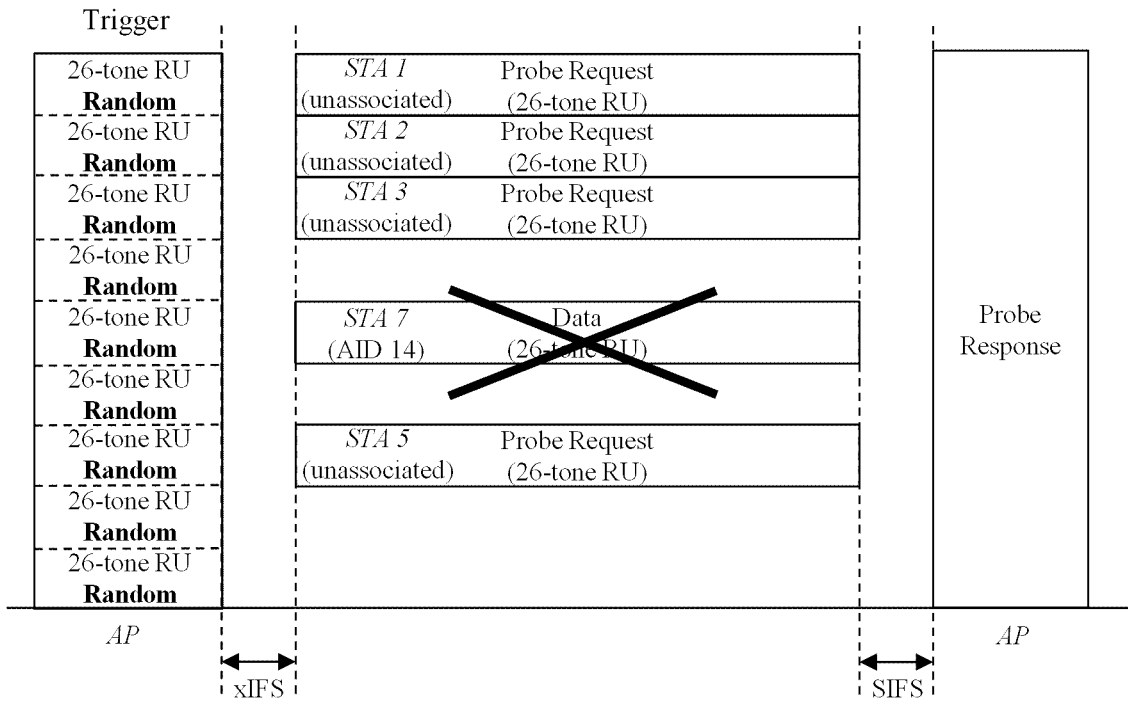 Trigger
26-tone RU
Random
26-tone RU
Random
26-tone RU
Random
26-tone RU
Random
26-tone RU
Random
26-tone RU
Random
26-tone RU
Random
26-tone RU
Random
26-tone RU
Random
AP
xIFS
STA 1 Probe Request
(unassociated) (26-tone RU)
STA 2 Probe Request
(unassociated) (26-tone RU)
STA 3 Probe Request
(unassociated) (26-tone RU)
STA 7 Data
(AID 14) (26-tone RU)
STA 5 Probe Request
(unassociated) (26-tone RU)
SIFS
Probe
Response
AP